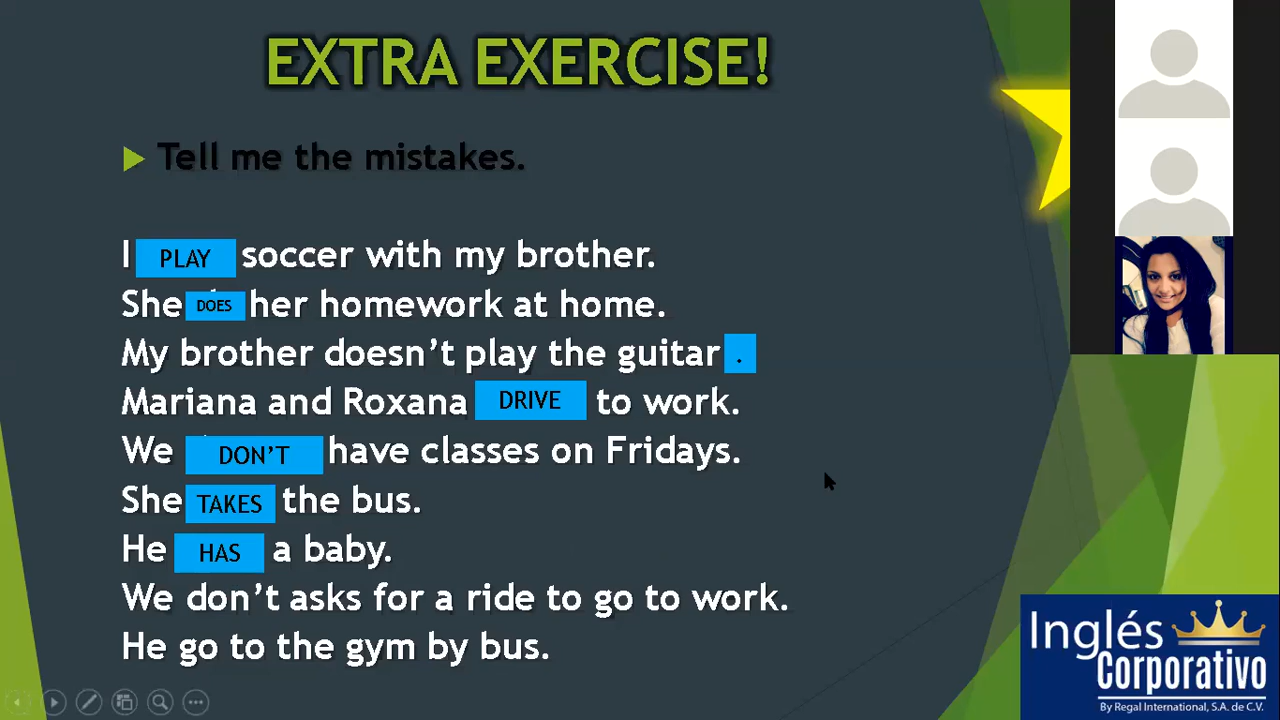 EXTRA EXERCISE!
Tell me the mistakes.
I PLAY soccer with my brother.
She DOES her homework at home.
My brother doesn't play the guitar .
Mariana and Roxana DRIVE to work.
We DON'T have classes on Fridays.
She TAKES the bus.
He HAS a baby.
We don't asks for a ride to go to work.
He go to the gym by bus.
Inglés
Corporativo
By Regal International, S.A. de C.V.